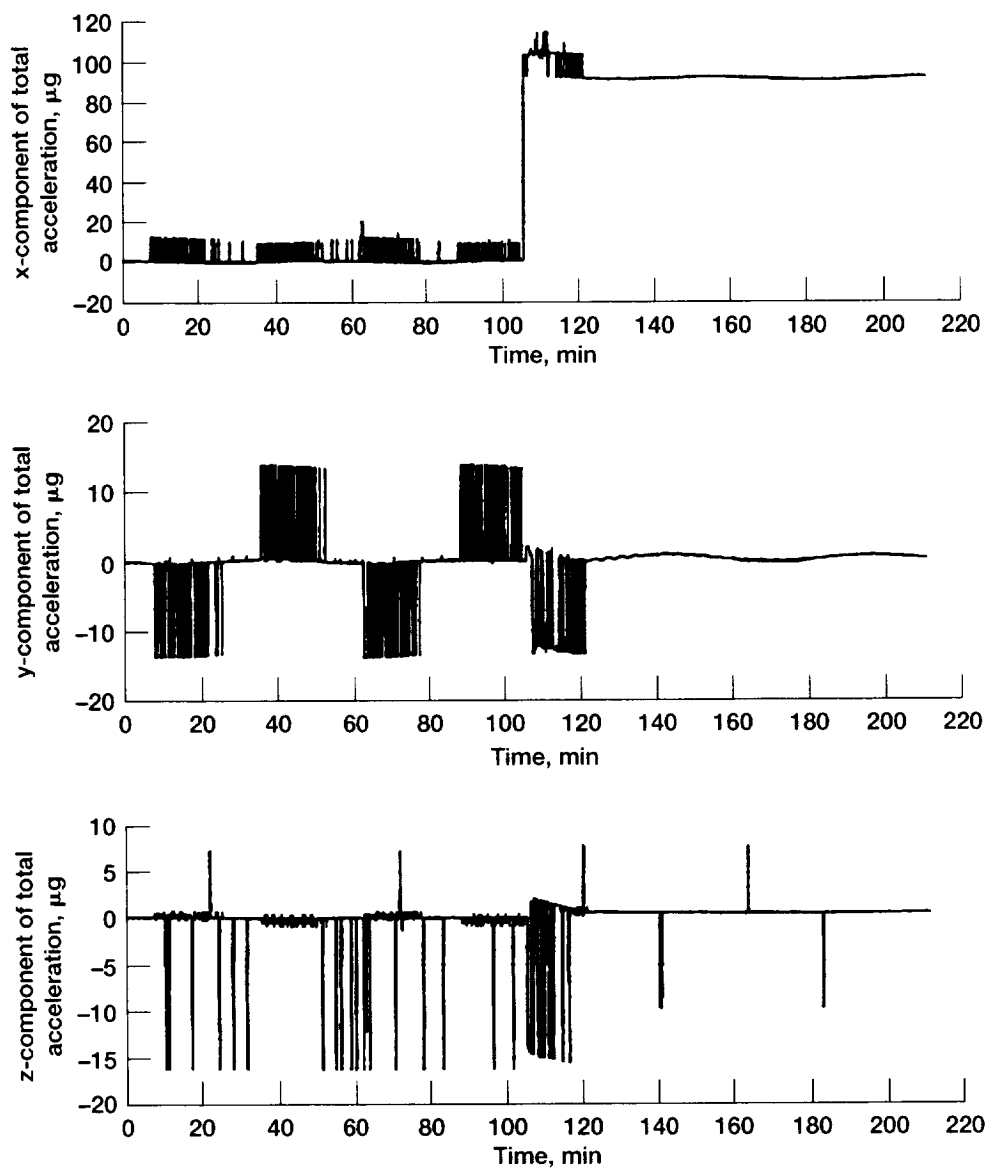 120
100
80
60
40
20
0
−20
x-component of total
acceleration, µg
0 20 40 60 80 100 120 140 160 180 200 220
Time, min
20
10
0
−10
−20
y-component of total
acceleration, µg
0 20 40 60 80 100 120 140 160 180 200 220
Time, min
10
5
0
−5
−10
−15
−20
z-component of total
acceleration, µg
0 20 40 60 80 100 120 140 160 180 200 220
Time, min